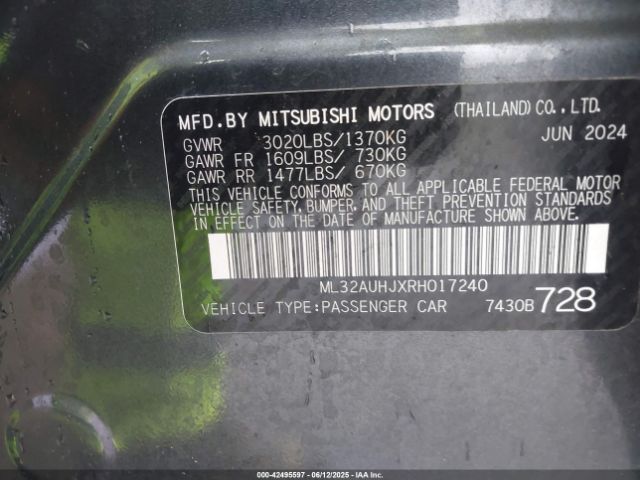 MFD.BY MITSUBISHI MOTORS (THAILAND)CO.,LTD.
GVWR 3020LBS/1370KG JUN 2024
GAWR FR 1609LBS/ 730KG
GAWR RR 1477LBS/ 670KG
THIS VEHICLE CONFORMS TO ALL APPLICABLE FEDERAL MOTOR
VEHICLE SAFETY,BUMPER,AND THEFT PREVENTION STANDARDS
IN EFFECT ON THE DATE OF MANUFACTURE SHOWN ABOVE.
ML32AUHJXRH017240
VEHICLE TYPE:PASSENGER CAR 7430B 728
000-42495597 - 06/12/2025 - IAA, Inc.